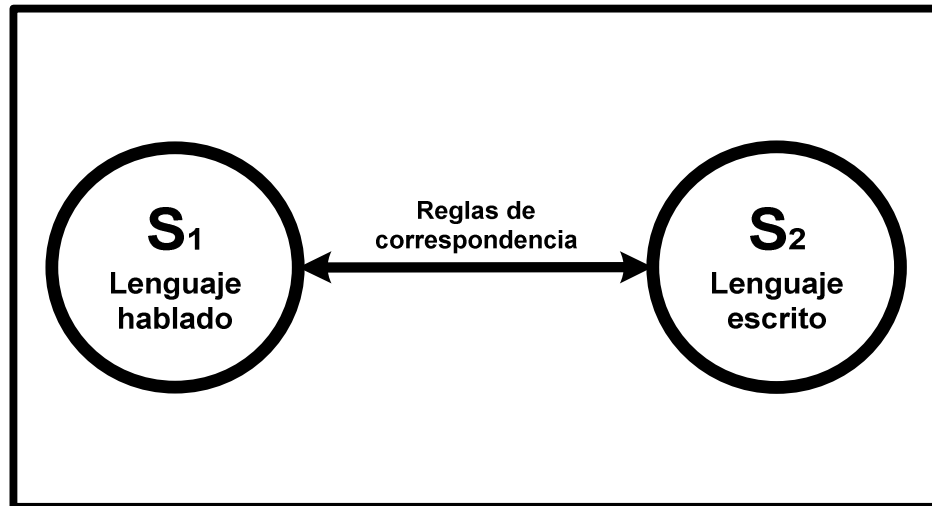 S1
Lenguaje
hablado
Reglas de
correspondencia
S2
Lenguaje
escrito